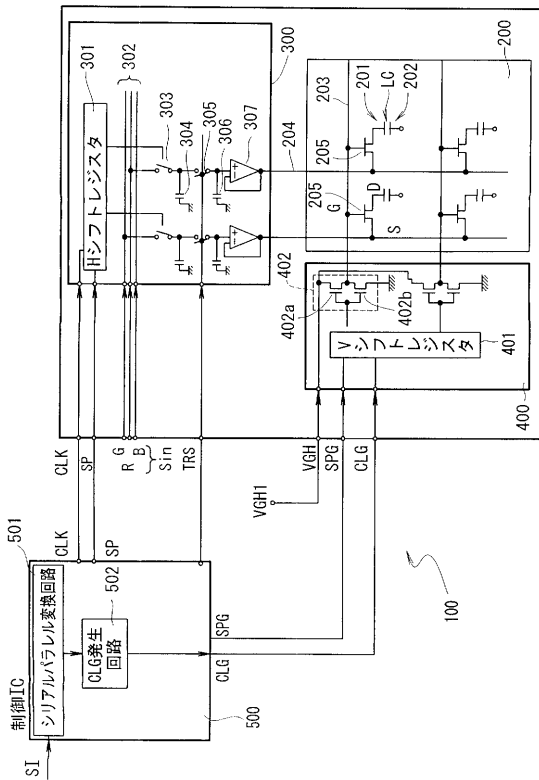 制御IC
シリアルパラレル変換回路
501
SI
CLG発生
回路
502
500
CLK
SP
SPG
CLG
CLK
SP
R G B
Sin
TRS
VGH
SPG
CLG
VGH1
100
Hシフトレジスタ
301
302
303
304
305
306
307
300
204
203
201
LC
202
205
205
G
D
S
200
402
402a
402b
Vシフトレジスタ
401
400